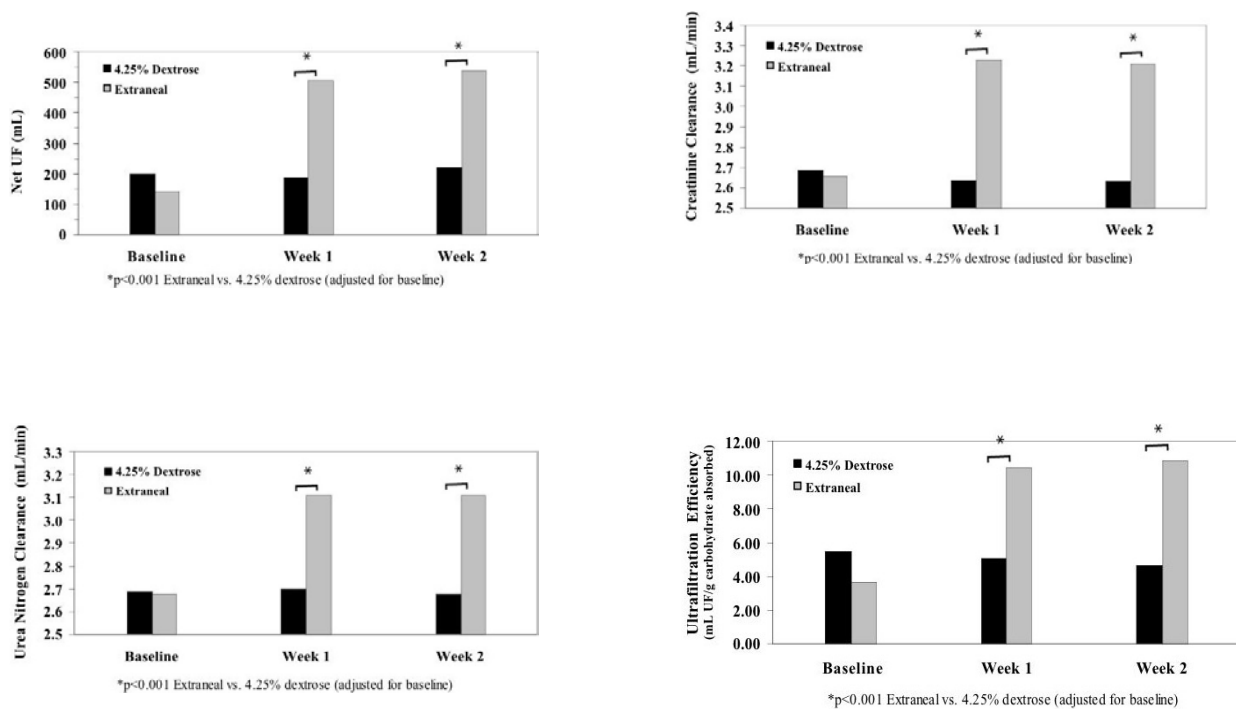 Net UF (mL)
600
500
400
300
200
100
0
4.25% Dextrose
Extraneal
*
*
Baseline Week 1 Week 2
*p<0.001 Extraneal vs. 4.25% dextrose (adjusted for baseline)
Creatinine Clearance (mL/min)
3.4
3.3
3.2
3.1
3.0
2.9
2.8
2.7
2.6
2.5
4.25% Dextrose
Extraneal
*
*
Baseline Week 1 Week 2
*p<0.001 Extraneal vs. 4.25% dextrose (adjusted for baseline)
Urea Nitrogen Clearance (mL/min)
3.3
3.2
3.1
3.0
2.9
2.8
2.7
2.6
2.5
4.25% Dextrose
Extraneal
*
*
Baseline Week 1 Week 2
*p<0.001 Extraneal vs. 4.25% dextrose (adjusted for baseline)
Ultrafiltration Efficiency
(mL UF/g carbohydrate absorbed)
12.00
10.00
8.00
6.00
4.00
2.00
0.00
4.25% Dextrose
Extraneal
*
*
Baseline Week 1 Week 2
*p<0.001 Extraneal vs. 4.25% dextrose (adjusted for baseline)